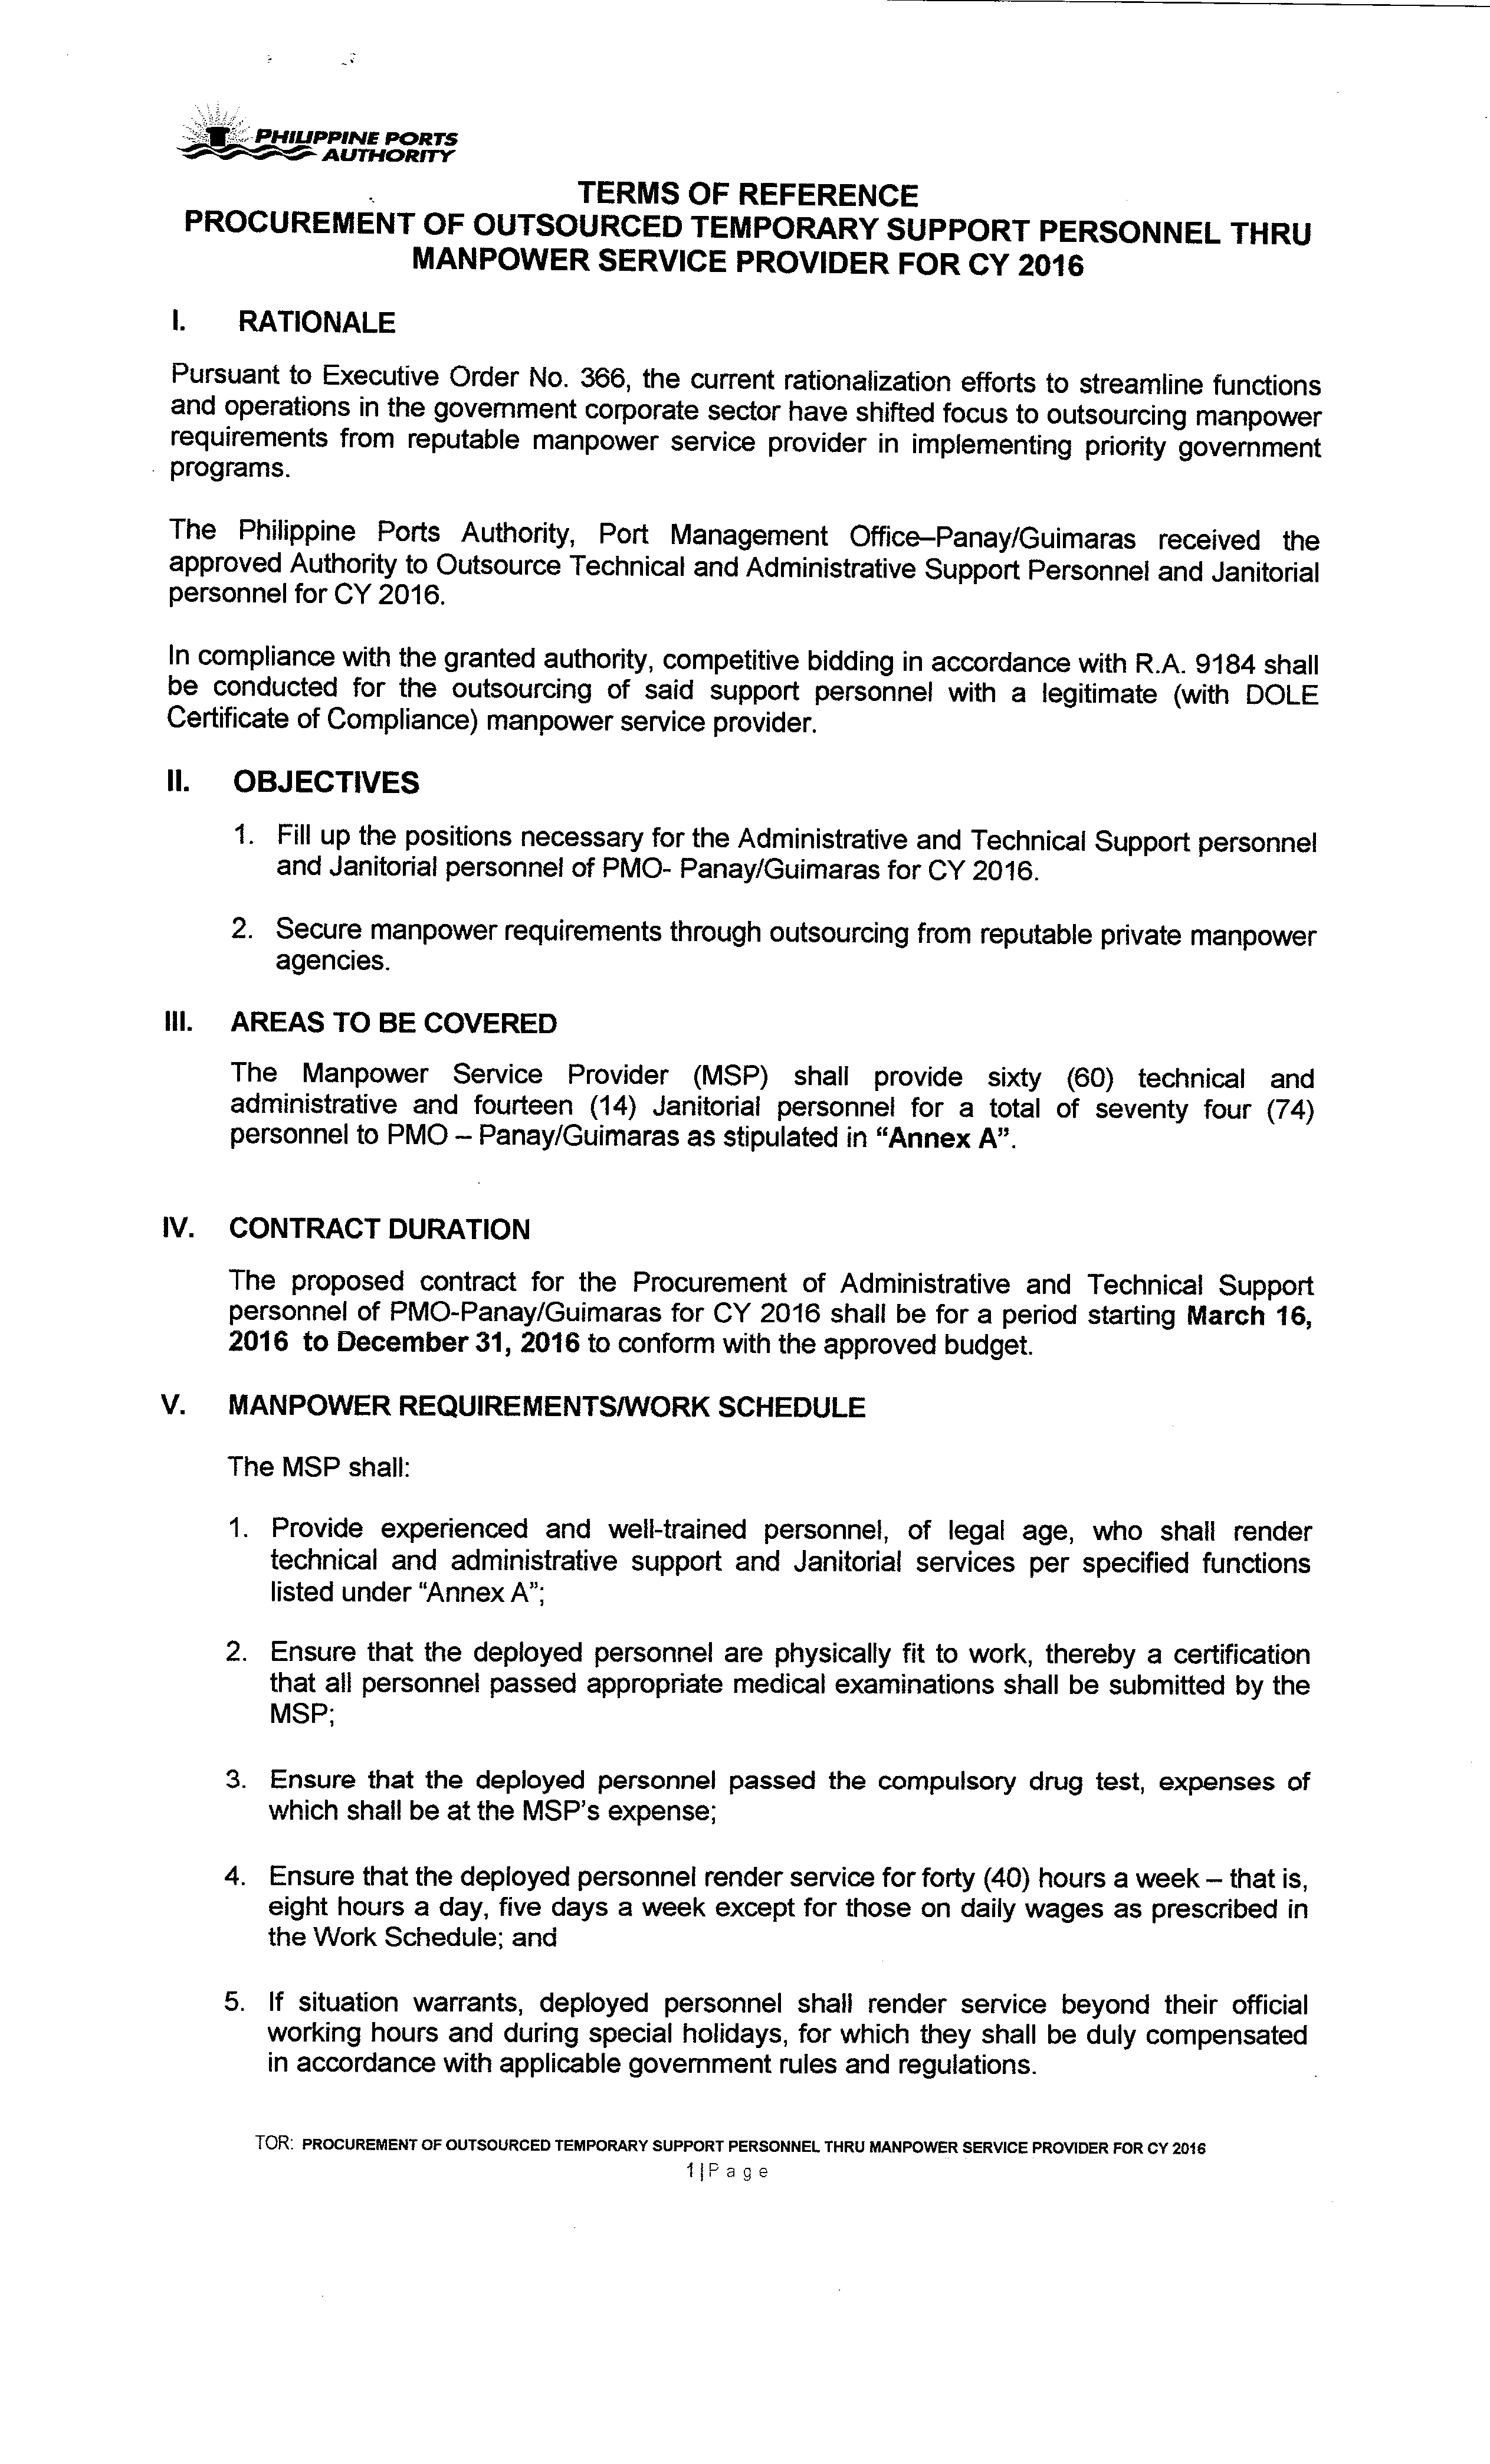 PHILIPPINE PORTS
AUTHORITY
TERMS OF REFERENCE
PROCUREMENT OF OUTSOURCED TEMPORARY SUPPORT PERSONNEL THRU
MANPOWER SERVICE PROVIDER FOR CY 2016
I. RATIONALE
Pursuant to Executive Order No. 366, the current rationalization efforts to streamline functions
and operations in the government corporate sector have shifted focus to outsourcing manpower
requirements from reputable manpower service provider in implementing priority government
programs.
The Philippine Ports Authority, Port Management Office–Panay/Guimaras received the
approved Authority to Outsource Technical and Administrative Support Personnel and Janitorial
personnel for CY 2016.
In compliance with the granted authority, competitive bidding in accordance with R.A. 9184 shall
be conducted for the outsourcing of said support personnel with a legitimate (with DOLE
Certificate of Compliance) manpower service provider.
II. OBJECTIVES
1. Fill up the positions necessary for the Administrative and Technical Support personnel
and Janitorial personnel of PMO- Panay/Guimaras for CY 2016.
2. Secure manpower requirements through outsourcing from reputable private manpower
agencies.
III. AREAS TO BE COVERED
The Manpower Service Provider (MSP) shall provide sixty (60) technical and
administrative and fourteen (14) Janitorial personnel for a total of seventy four (74)
personnel to PMO – Panay/Guimaras as stipulated in “Annex A”.
IV. CONTRACT DURATION
The proposed contract for the Procurement of Administrative and Technical Support
personnel of PMO-Panay/Guimaras for CY 2016 shall be for a period starting March 16,
2016 to December 31, 2016 to conform with the approved budget.
V. MANPOWER REQUIREMENTS/WORK SCHEDULE
The MSP shall:
1. Provide experienced and well-trained personnel, of legal age, who shall render
technical and administrative support and Janitorial services per specified functions
listed under “Annex A”;
2. Ensure that the deployed personnel are physically fit to work, thereby a certification
that all personnel passed appropriate medical examinations shall be submitted by the
MSP;
3. Ensure that the deployed personnel passed the compulsory drug test, expenses of
which shall be at the MSP’s expense;
4. Ensure that the deployed personnel render service for forty (40) hours a week – that is,
eight hours a day, five days a week except for those on daily wages as prescribed in
the Work Schedule; and
5. If situation warrants, deployed personnel shall render service beyond their official
working hours and during special holidays, for which they shall be duly compensated
in accordance with applicable government rules and regulations.
TOR: PROCUREMENT OF OUTSOURCED TEMPORARY SUPPORT PERSONNEL THRU MANPOWER SERVICE PROVIDER FOR CY 2016
1|P a g e